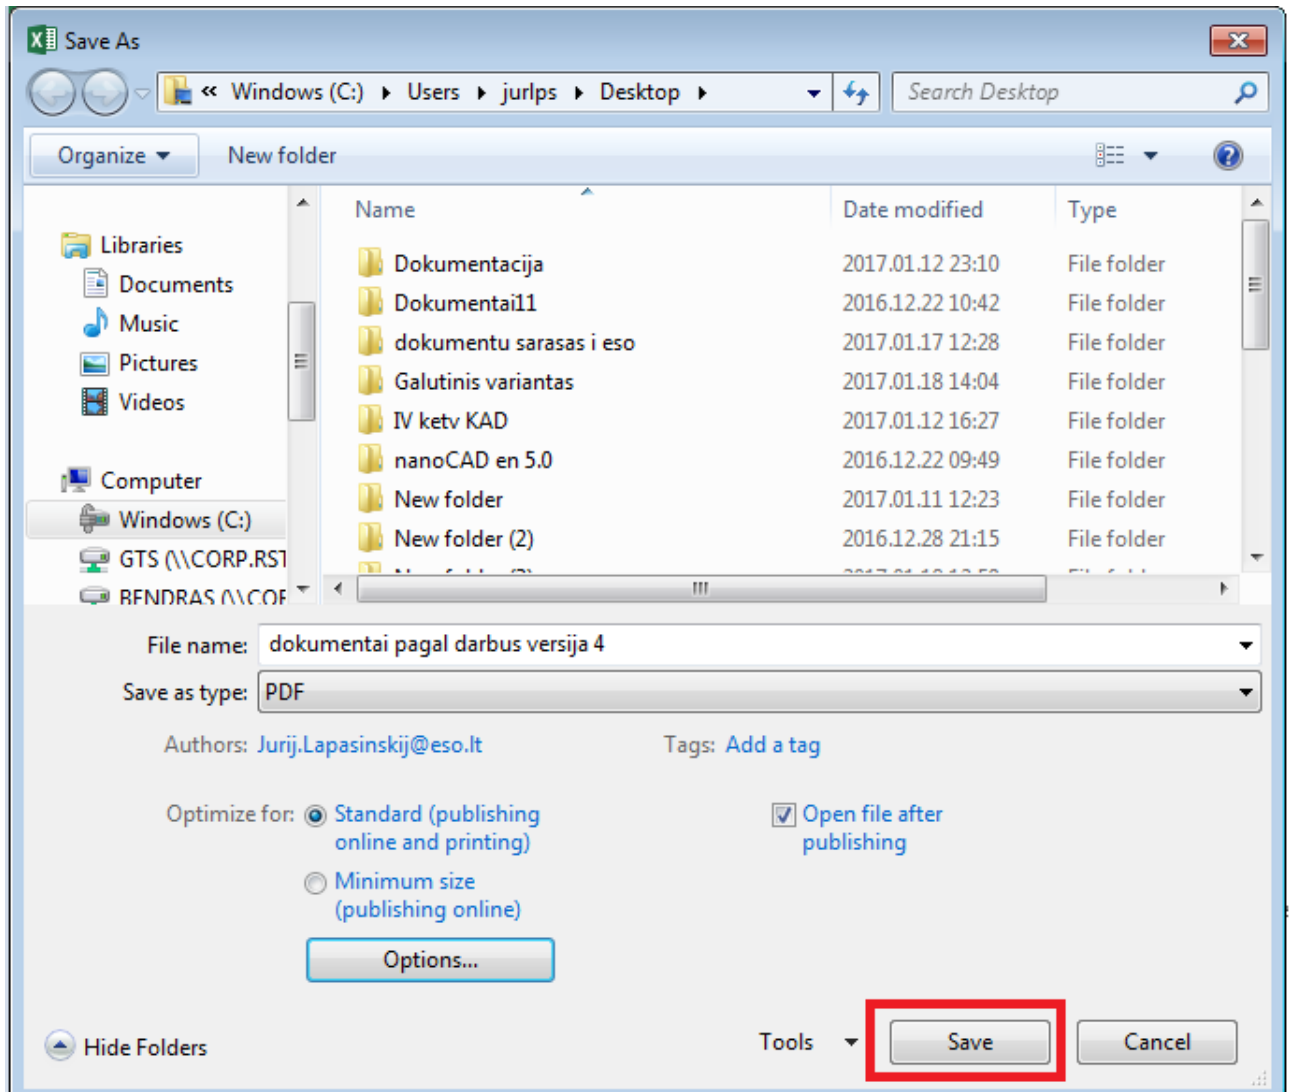 Save As
« Windows (C:) Users jurlps Desktop
Search Desktop
Organize New folder
Name Date modified Type
Libraries
Documents
Music
Pictures
Videos
Computer
Windows (C:)
GTS (\\CORP.RST
BENDRAS (\\COF
Dokumentacija 2017.01.12 23:10 File folder
Dokumentai11 2016.12.22 10:42 File folder
dokumentu sarasas i eso 2017.01.17 12:28 File folder
Galutinis variantas 2017.01.18 14:04 File folder
IV ketv KAD 2017.01.12 16:27 File folder
nanoCAD en 5.0 2016.12.22 09:49 File folder
New folder 2017.01.11 12:23 File folder
New folder (2) 2016.12.28 21:15 File folder
File name: dokumentai pagal darbus versija 4
Save as type: PDF
Authors: Jurij.Lapasinskij@eso.lt Tags: Add a tag
Optimize for: Standard (publishing
online and printing)
Minimum size
(publishing online)
Open file after
publishing
Options...
Hide Folders Tools Save Cancel